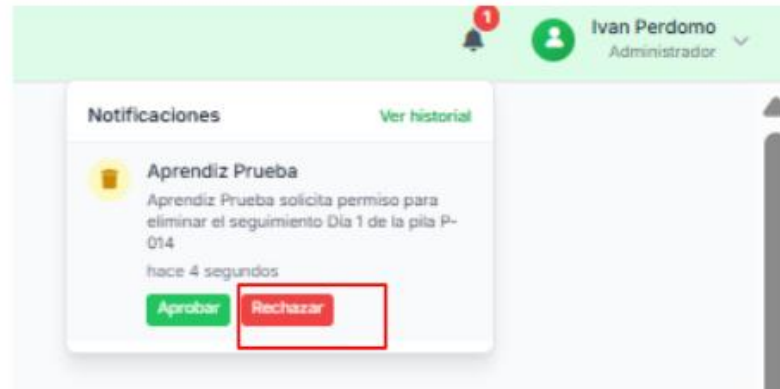 1
Ivan Perdomo
Administrador
Notificaciones
Ver historial
Aprendiz Prueba
Aprendiz Prueba solicita permiso para
eliminar el seguimiento Día 1 de la pila P-
014
hace 4 segundos
Aprobar
Rechazar